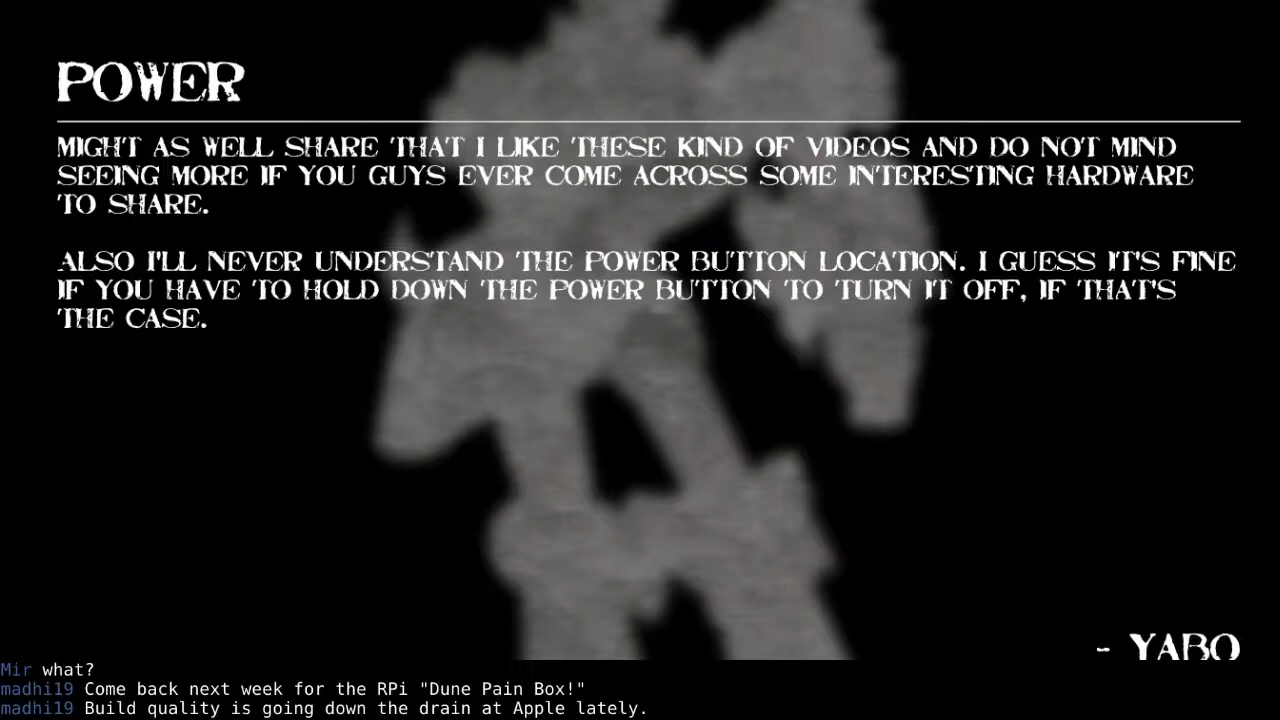 POWER
MIGHT AS WELL SHARE THAT I LIKE THESE KIND OF VIDEOS AND DO NOT MIND
SEEING MORE IF YOU GUYS EVER COME ACROSS SOME INTERESTING HARDWARE
TO SHARE.
ALSO I'LL NEVER UNDERSTAND THE POWER BUTTON LOCATION. I GUESS IT'S FINE
IF YOU HAVE TO HOLD DOWN THE POWER BUTTON TO TURN IT OFF, IF THAT'S
THE CASE.
- YABO
Mir what?
madhi19 Come back next week for the RPi "Dune Pain Box!"
madhi19 Build quality is going down the drain at Apple lately.